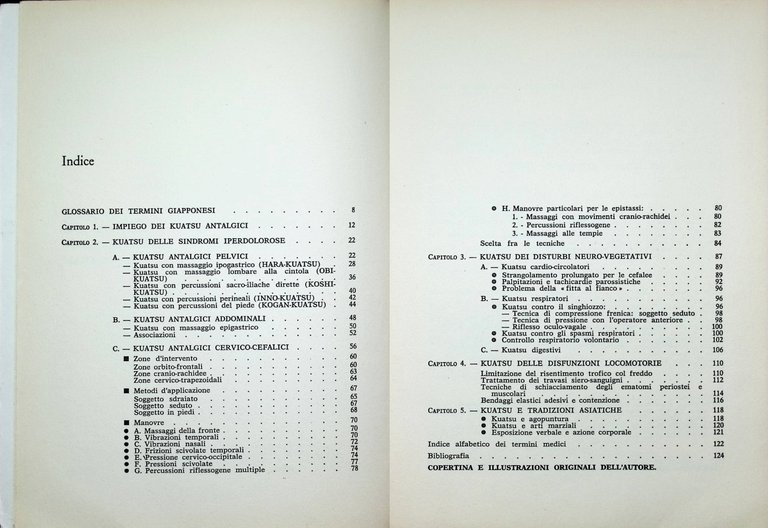 Indice
GLOSSARIO DEI TERMINI GIAPPONESI . . . . . . . . . 8
CAPITOLO 1. — IMPIEGO DEI KUATSU ANTALGICI . . . . . . 12
CAPITOLO 2. — KUATSU DELLE SINDROMI IPERDOLOROSE . . . . 22
A. — KUATSU ANTALGICI PELVICI . . . . . . . 22
— Kuatsu con massaggio ipogastrico (HARA-KUATSU) . 28
— Kuatsu con massaggio lombare alla cintola (OBI-
KUATSU) . . . . . . . . . . 36
— Kuatsu con percussioni sacro-iliache dirette (KOSHI-
KUATSU) . . . . . . . . . . 40
— Kuatsu con percussioni perineali (INNO-KUATSU) . . 42
— Kuatsu con percussioni del piede (KOGAN-KUATSU) . 44
B. — KUATSU ANTALGICI ADDOMINALI . . . . . . 48
— Kuatsu con massaggio epigastrico . . . . . . 50
— Associazioni . . . . . . . . . . 52
C. — KUATSU ANTALGICI CERVICO-CEFALICI . . . . . 56
■ Zone d'intervento . . . . . . . . . 60
Zone orbito-frontali . . . . . . . . 60
Zone cranio-rachidee . . . . . . . . 63
Zone cervico-trapezoidali . . . . . . . 64
■ Metodi d'applicazione . . . . . . . . 67
Soggetto sdraiato . . . . . . . . . 65
Soggetto seduto . . . . . . . . . 67
Soggetto in piedi . . . . . . . . . 68
■ Manovre . . . . . . . . . . . 70
● A. Massaggi della fronte . . . . . . . 70
● B. Vibrazioni temporali . . . . . . . . 70
● C. Vibrazioni nasali . . . . . . . . 72
● D. Frizioni scivolate temporali . . . . . . 74
● E. Pressione cervico-occipitale . . . . . . 74
● F. Pressioni scivolate . . . . . . . . 77
● G. Percussioni riflessogene multiple . . . . . 78
● H. Manovre particolari per le epistassi: . . . . . 80
1. - Massaggi con movimenti cranio-rachidei . . . 80
2. - Percussioni riflessogene . . . . . . 82
3. - Massaggi alle tempie . . . . . . . 83
Scelta fra le tecniche . . . . . . . . 84
CAPITOLO 3. — KUATSU DEI DISTURBI NEURO-VEGETATIVI . . . 87
A. — Kuatsu cardio-circolatori . . . . . . . 89
● Strangolamento prolungato per le cefalee . . . . 89
● Palpitazioni e tachicardie parossistiche . . . . . 92
● Problema della « fitta al fianco » . . . . . . 96
B. — Kuatsu respiratori . . . . . . . . . 96
● Kuatsu contro il singhiozzo: . . . . . . . 96
— Tecnica di compressione frenica: soggetto seduto . 98
— Tecnica di pressione con l'operatore anteriore . . 98
— Riflesso oculo-vagale . . . . . . . 100
● Kuatsu contro gli spasmi respiratori . . . . . 100
● Controllo respiratorio volontario . . . . . . 102
C. — Kuatsu digestivi . . . . . . . . . 106
CAPITOLO 4. — KUATSU DELLE DISFUNZIONI LOCOMOTORIE . . . 110
Limitazione del risentimento trofico col freddo . . . . 110
Trattamento dei travasi siero-sanguigni . . . . . 112
Tecniche di schiacciamento degli ematomi periostei e
muscolari . . . . . . . . . . . 114
Bendaggi elastici adesivi e contenzione . . . . . 116
CAPITOLO 5. — KUATSU E TRADIZIONI ASIATICHE . . . . . 118
● Kuatsu e agopuntura . . . . . . . . 118
● Kuatsu e arti marziali . . . . . . . . 120
● Esposizione verbale e azione corporale . . . . . 121
Indice alfabetico dei termini medici . . . . . . . . 122
Bibliografia . . . . . . . . . . . . . 124
COPERTINA E ILLUSTRAZIONI ORIGINALI DELL'AUTORE.